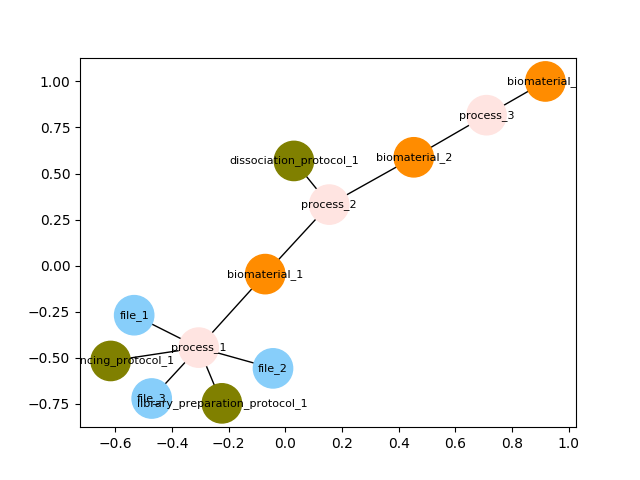 1.00
0.75
0.50
0.25
0.00
−0.25
−0.50
−0.75
biomaterial_
process_3
biomaterial_2
dissociation_protocol_1
process_2
biomaterial_1
file_1
process_1
ncing_protocol_1
file_2
file_3
library_preparation_protocol_1
−0.6 −0.4 −0.2 0.0 0.2 0.4 0.6 0.8 1.0